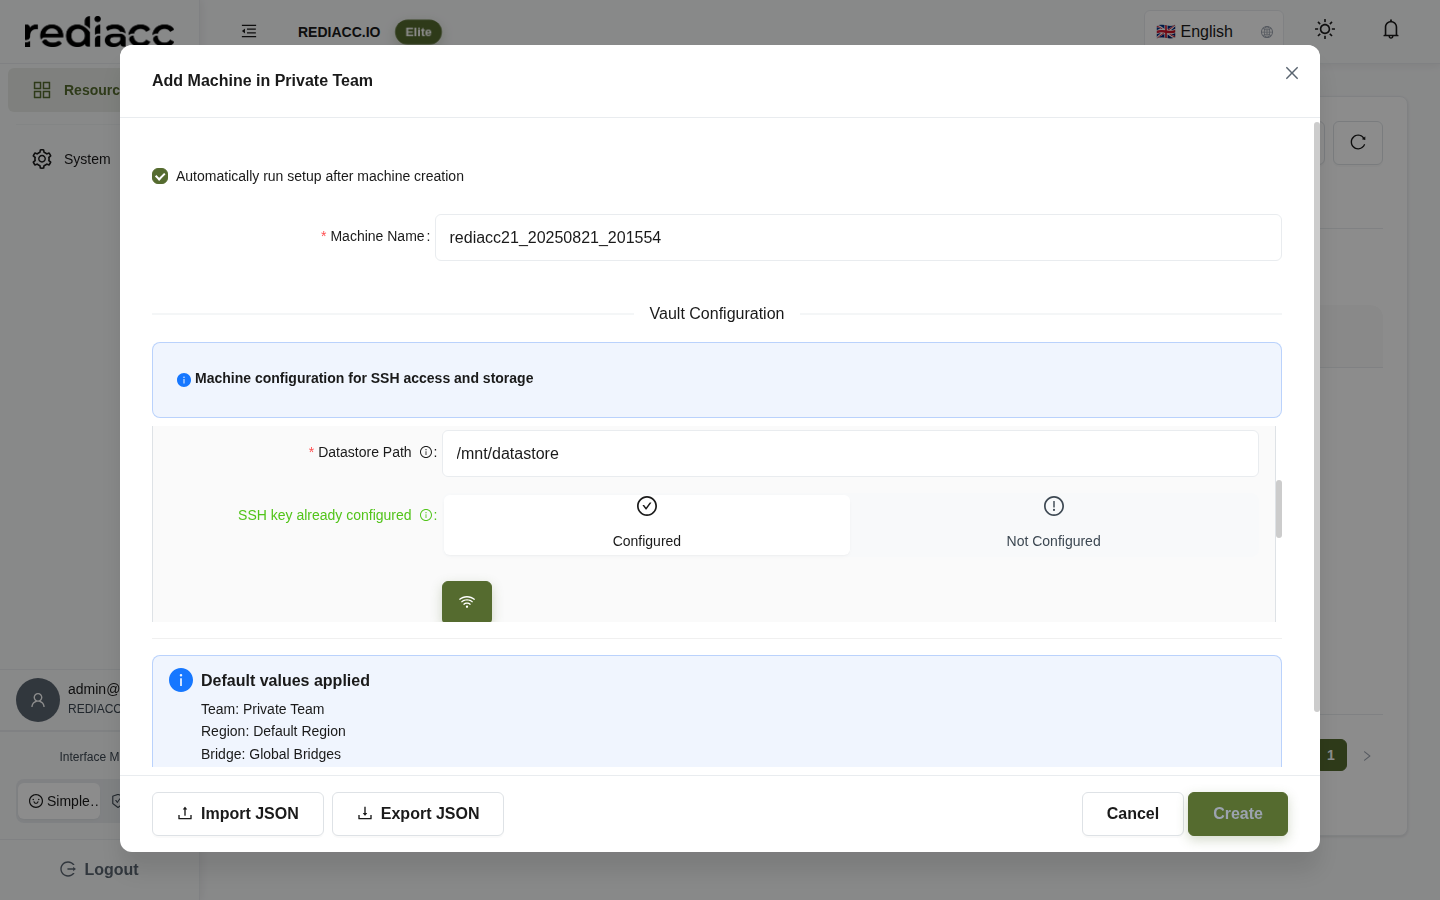 rediacc
REDIACC.IO
Elite
🇬🇧 English
Resourc
System
Add Machine in Private Team
Automatically run setup after machine creation
* Machine Name :
rediacc21_20250821_201554
Vault Configuration
Machine configuration for SSH access and storage
* Datastore Path :
/mnt/datastore
SSH key already configured :
Configured
Not Configured
Default values applied
Team: Private Team
Region: Default Region
Bridge: Global Bridges
admin@
REDIACC
Interface M
Simple..
1
Import JSON
Export JSON
Cancel
Create
Logout